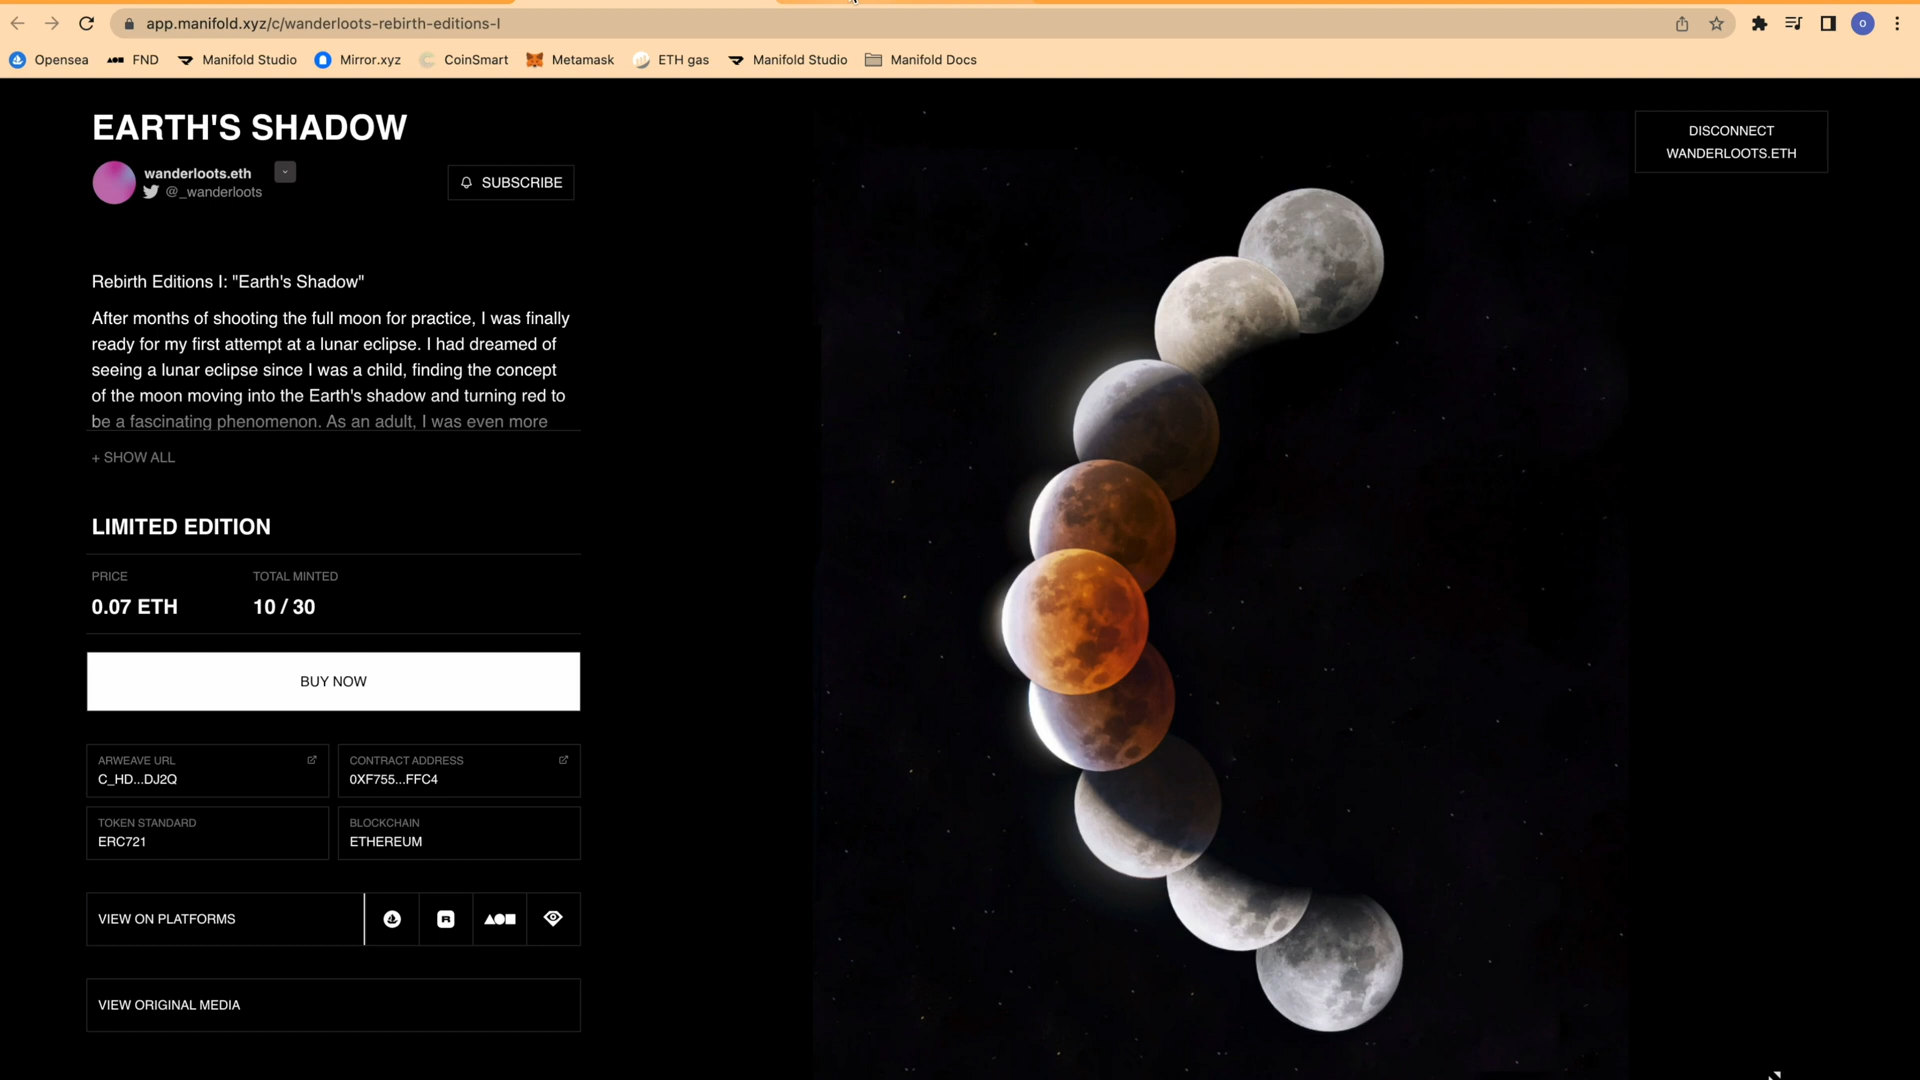 app.manifold.xyz/c/wanderloots-rebirth-editions-I
O
Opensea
FND
Manifold Studio
Mirror.xyz
CoinSmart
Metamask
ETH gas
Manifold Studio
Manifold Docs
EARTH'S SHADOW
wanderloots.eth
@_wanderloots
SUBSCRIBE
DISCONNECT
WANDERLOOTS.ETH
Rebirth Editions I: "Earth's Shadow"
After months of shooting the full moon for practice, I was finally
ready for my first attempt at a lunar eclipse. I had dreamed of
seeing a lunar eclipse since I was a child, finding the concept
of the moon moving into the Earth's shadow and turning red to
be a fascinating phenomenon. As an adult, I was even more
+ SHOW ALL
LIMITED EDITION
PRICE
TOTAL MINTED
0.07 ETH
10 / 30
BUY NOW
ARWEAVE URL
C_HD...DJ2Q
CONTRACT ADDRESS
0XF755...FFC4
TOKEN STANDARD
ERC721
BLOCKCHAIN
ETHEREUM
VIEW ON PLATFORMS
VIEW ORIGINAL MEDIA